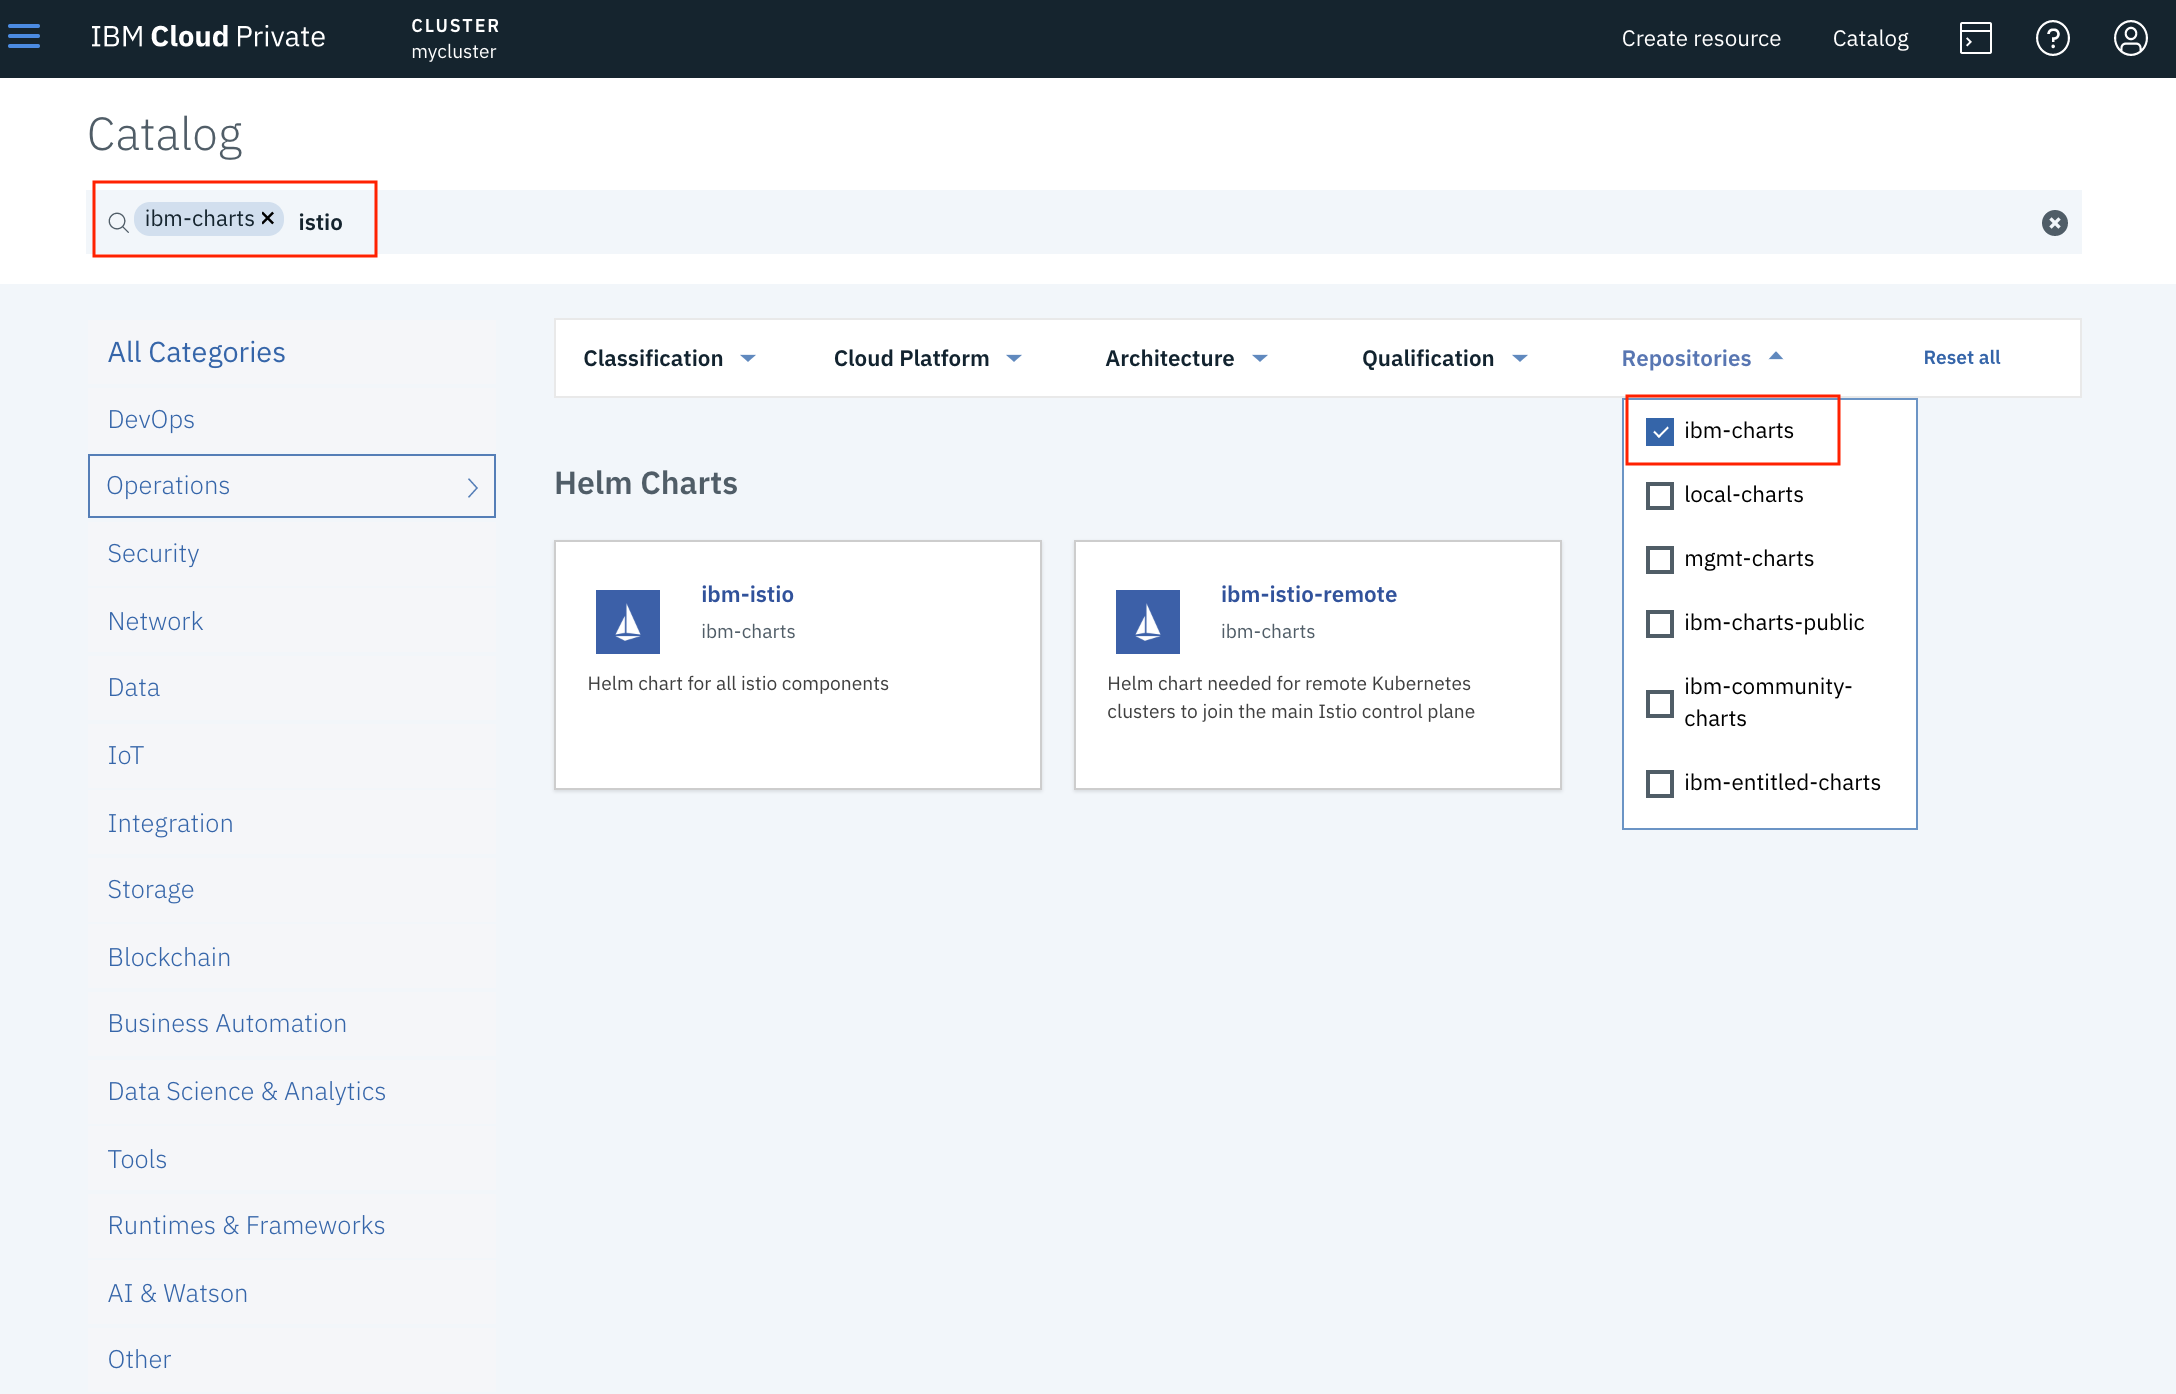 IBM Cloud Private
CLUSTER
mycluster
Create resource
Catalog
Catalog
ibm-charts
istio
All Categories
DevOps
Operations
Security
Network
Data
IoT
Integration
Storage
Blockchain
Business Automation
Data Science & Analytics
Tools
Runtimes & Frameworks
AI & Watson
Other
Classification
Cloud Platform
Architecture
Qualification
Repositories
Reset all
ibm-charts
local-charts
mgmt-charts
ibm-charts-public
ibm-community-
charts
ibm-entitled-charts
Helm Charts
ibm-istio
ibm-charts
Helm chart for all istio components
ibm-istio-remote
ibm-charts
Helm chart needed for remote Kubernetes
clusters to join the main Istio control plane